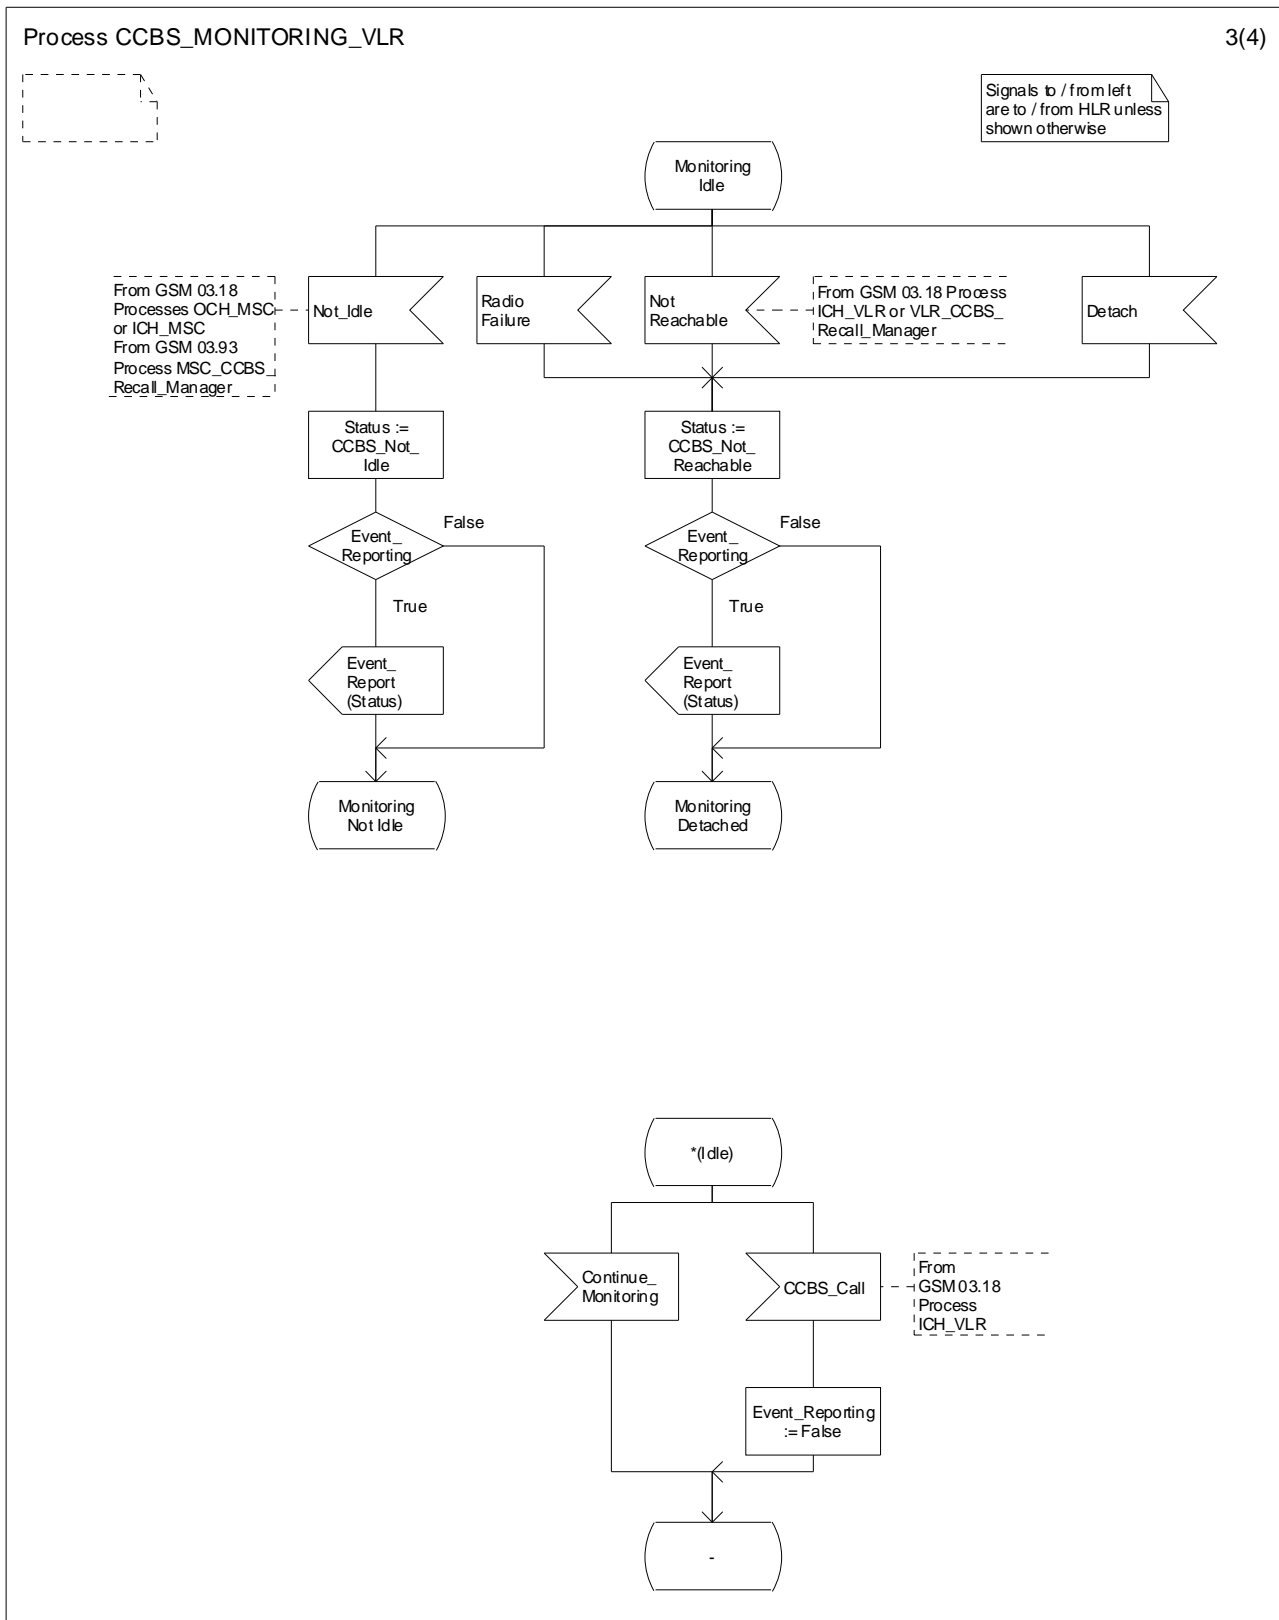 Process CCBS_MONITORING_VLR
3(4)
Signals to / from left
are to / from HLR unless
shown otherwise
Monitoring
Idle
From GSM 03.18
Processes OCH_MSC
or ICH_MSC
From GSM 03.93
Process MSC_CCBS_
Recall_Manager
Not_Idle
Radio
Failure
Not
Reachable
From GSM 03.18 Process
ICH_VLR or VLR_CCBS_
Recall_Manager
Detach
Status :=
CCBS_Not_
Idle
Status :=
CCBS_Not_
Reachable
Event_
Reporting
False
Event_
Reporting
False
True
True
Event_
Report
(Status)
Event_
Report
(Status)
Monitoring
Not Idle
Monitoring
Detached
*(Idle)
Continue_
Monitoring
CCBS_Call
From
GSM 03.18
Process
ICH_VLR
Event_Reporting
:= False
-